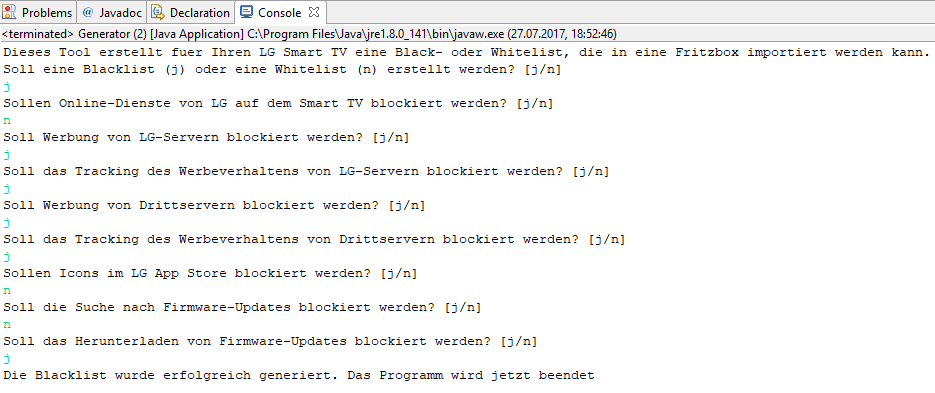 Problems @ Javadoc Declaration Console
<terminated> Generator (2) [Java Application] C:\Program Files\Java\jre1.8.0_141\bin\javaw.exe (27.07.2017, 18:52:46)
Dieses Tool erstellt fuer Ihren LG Smart TV eine Black- oder Whitelist, die in eine Fritzbox importiert werden kann.
Soll eine Blacklist (j) oder eine Whitelist (n) erstellt werden? [j/n]
j
Sollen Online-Dienste von LG auf dem Smart TV blockiert werden? [j/n]
n
Soll Werbung von LG-Servern blockiert werden? [j/n]
j
Soll das Tracking des Werbeverhaltens von LG-Servern blockiert werden? [j/n]
j
Soll Werbung von Drittservern blockiert werden? [j/n]
j
Soll das Tracking des Werbeverhaltens von Drittservern blockiert werden? [j/n]
j
Sollen Icons im LG App Store blockiert werden? [j/n]
n
Soll die Suche nach Firmware-Updates blockiert werden? [j/n]
n
Soll das Herunterladen von Firmware-Updates blockiert werden? [j/n]
j
Die Blacklist wurde erfolgreich generiert. Das Programm wird jetzt beendet